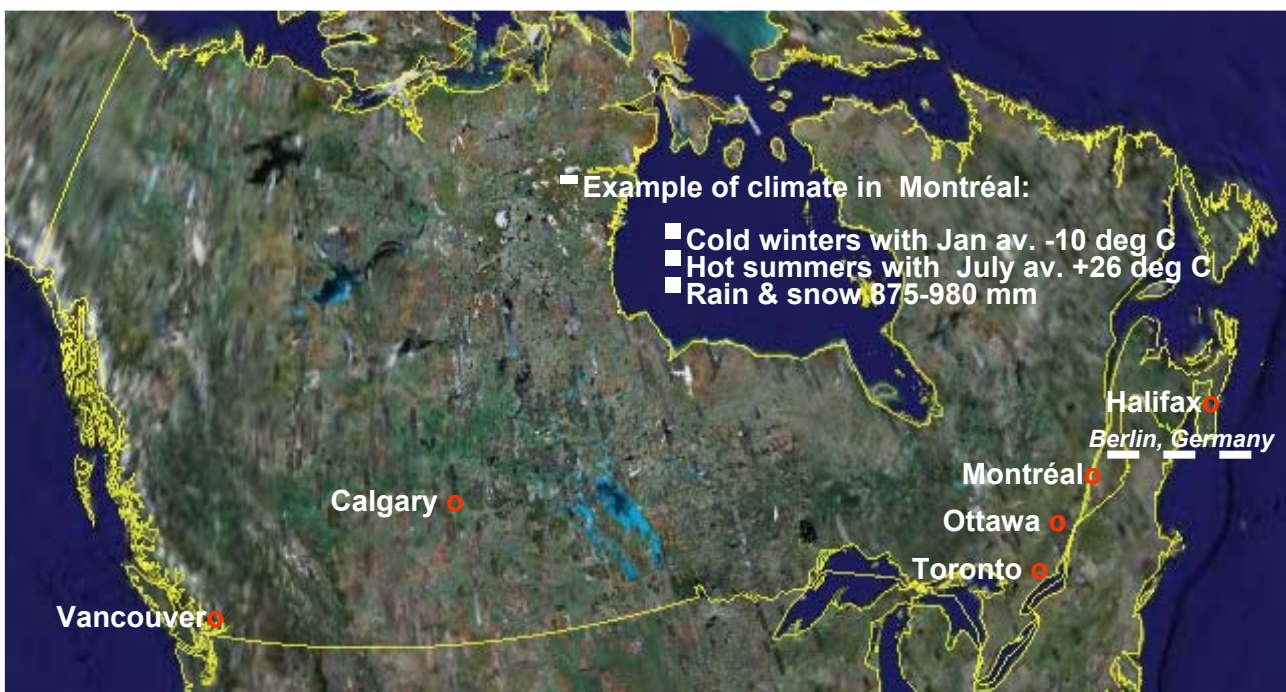 Example of climate in Montréal:
Cold winters with Jan av. -10 deg C
Hot summers with July av. +26 deg C
Rain & snow 875-980 mm
Halifax
Berlin, Germany
Montréal
Calgary
Ottawa
Toronto
Vancouver